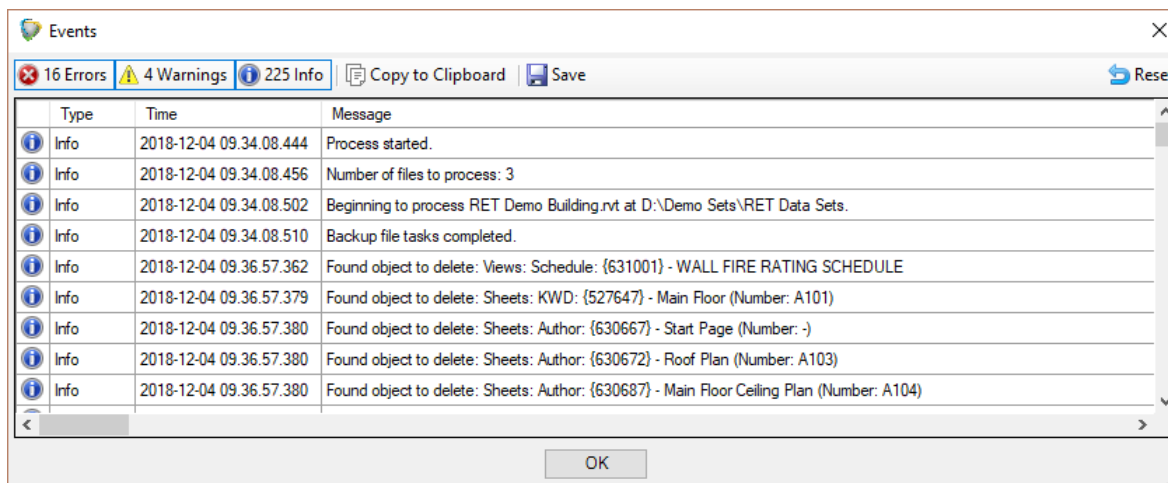 Events
16 Errors 4 Warnings 225 Info Copy to Clipboard Save Rese
Type Time Message
Info 2018-12-04 09.34.08.444 Process started.
Info 2018-12-04 09.34.08.456 Number of files to process: 3
Info 2018-12-04 09.34.08.502 Beginning to process RET Demo Building.rvt at D:\Demo Sets\RET Data Sets.
Info 2018-12-04 09.34.08.510 Backup file tasks completed.
Info 2018-12-04 09.36.57.362 Found object to delete: Views: Schedule: {631001} - WALL FIRE RATING SCHEDULE
Info 2018-12-04 09.36.57.379 Found object to delete: Sheets: KWD: {527647} - Main Floor (Number: A101)
Info 2018-12-04 09.36.57.380 Found object to delete: Sheets: Author: {630667} - Start Page (Number: -)
Info 2018-12-04 09.36.57.380 Found object to delete: Sheets: Author: {630672} - Roof Plan (Number: A103)
Info 2018-12-04 09.36.57.380 Found object to delete: Sheets: Author: {630687} - Main Floor Ceiling Plan (Number: A104)
OK